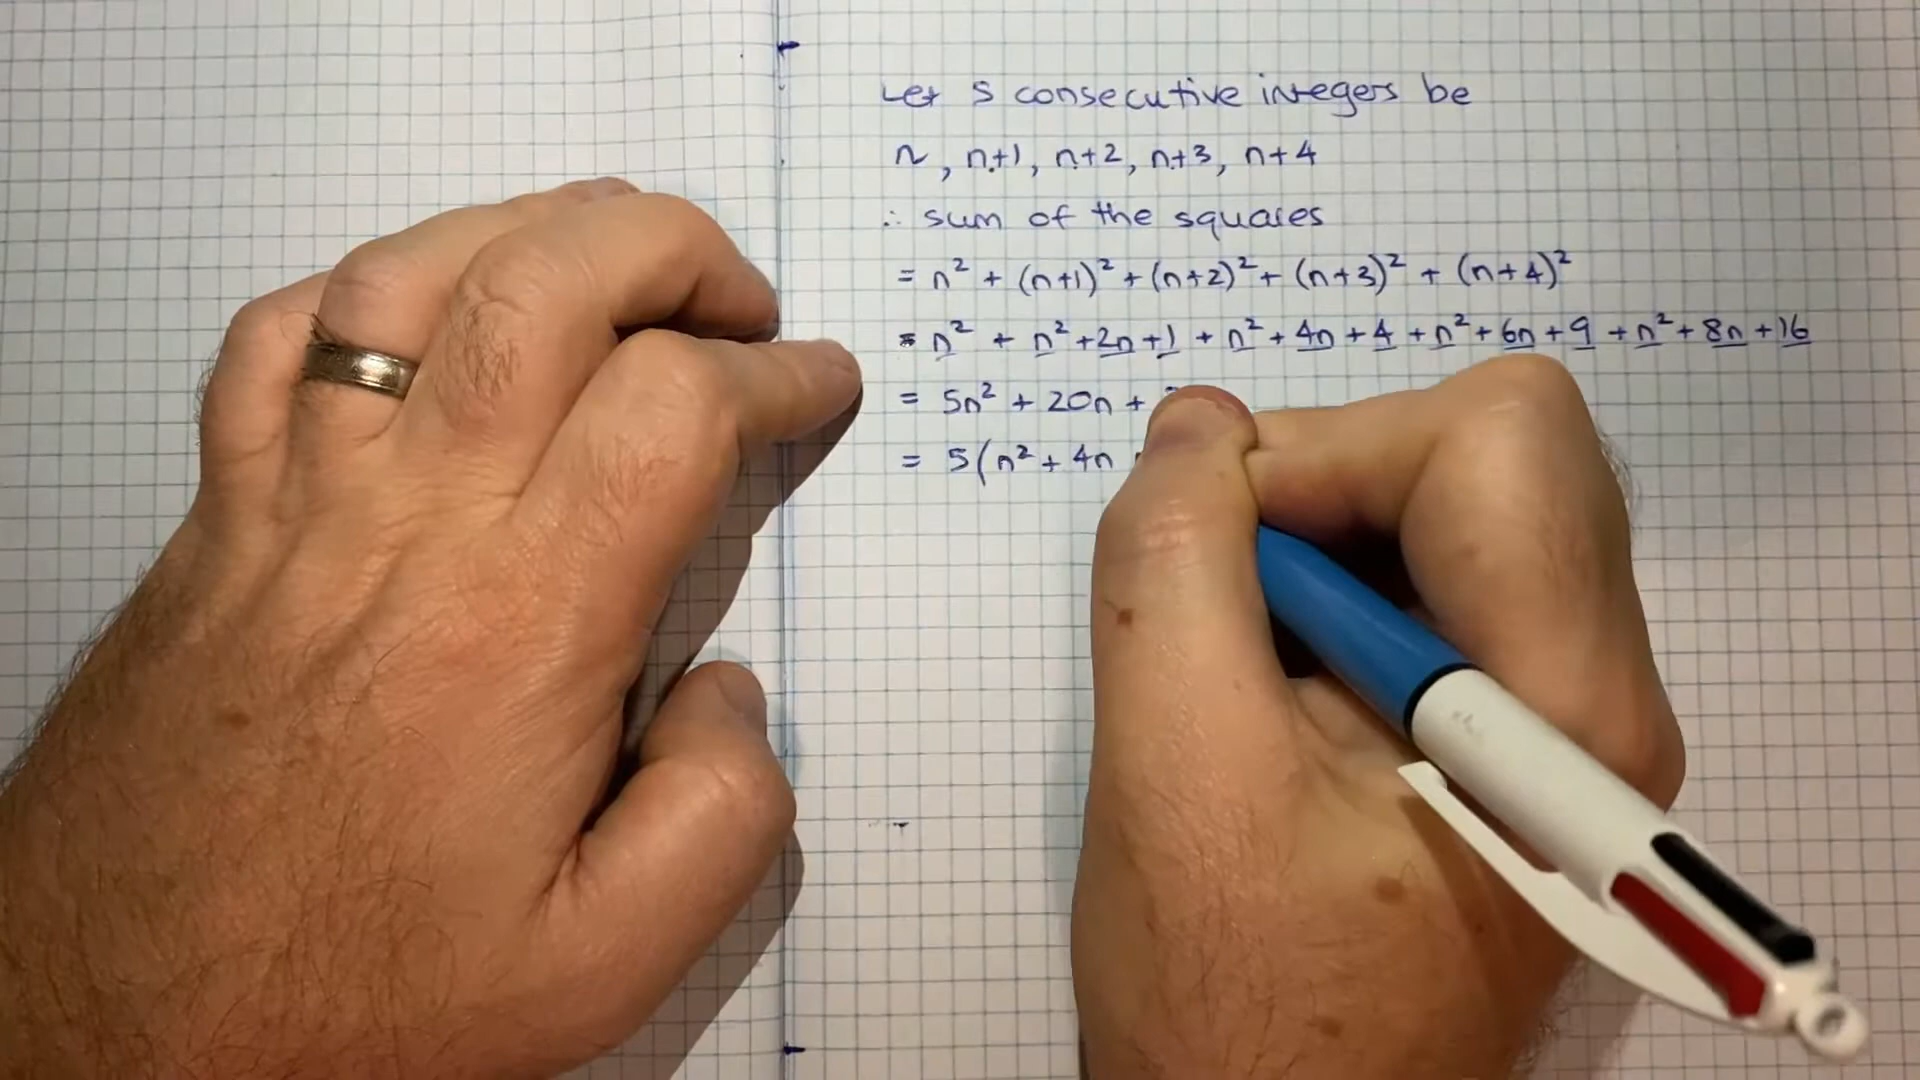 Let 5 consecutive integers be
n, n+1, n+2, n+3, n+4
∴ sum of the squares
= n² + (n+1)² + (n+2)² + (n+3)² + (n+4)²
= n² + n² + 2n + 1 + n² + 4n + 4 + n² + 6n + 9 + n² + 8n + 16
= 5n² + 20n +
= 5(n² + 4n